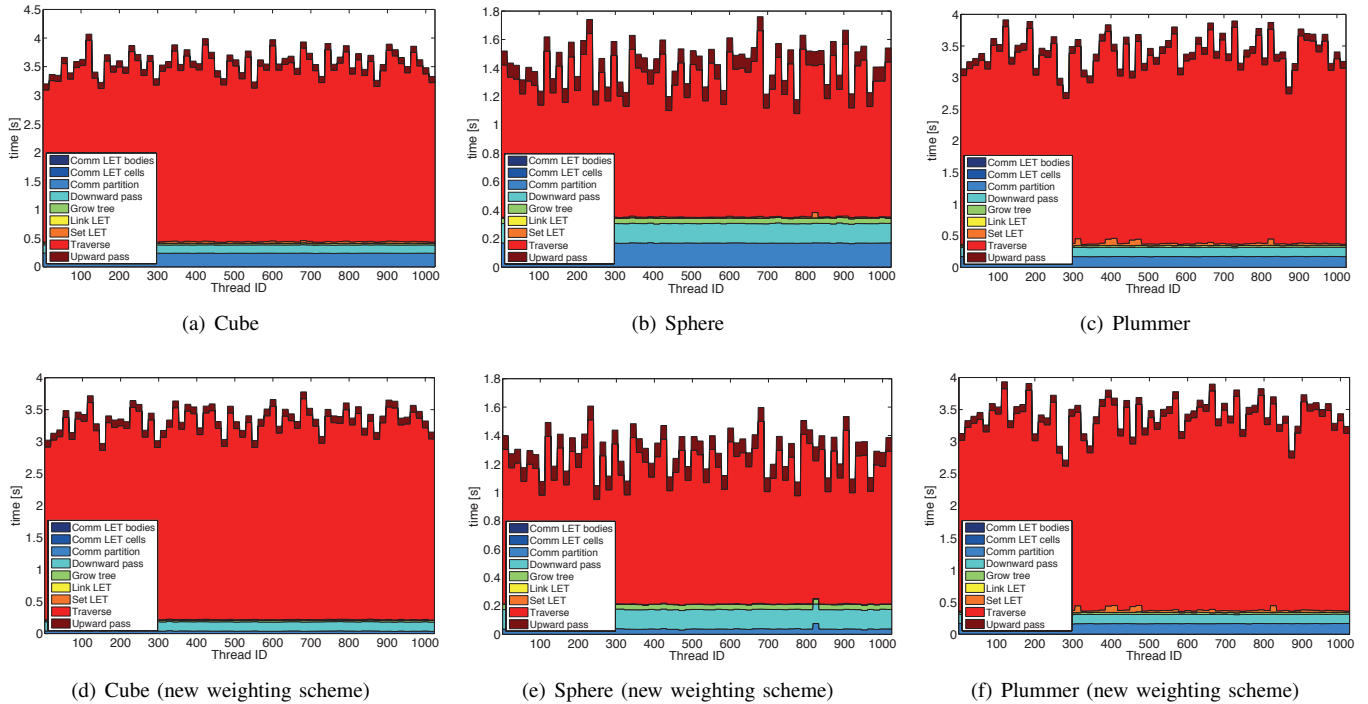 4.5
4
3.5
3
2.5
2
1.5
1
0.5
0
time [s]
Comm LET bodies
Comm LET cells
Comm partition
Downward pass
Grow tree
Link LET
Set LET
Traverse
Upward pass
100 200 300 400 500 600 700 800 900 1000
Thread ID
(a) Cube
1.8
1.6
1.4
1.2
1
0.8
0.6
0.4
0.2
0
time [s]
Comm LET bodies
Comm LET cells
Comm partition
Downward pass
Grow tree
Link LET
Set LET
Traverse
Upward pass
100 200 300 400 500 600 700 800 900 1000
Thread ID
(b) Sphere
4
3.5
3
2.5
2
1.5
1
0.5
0
time [s]
Comm LET bodies
Comm LET cells
Comm partition
Downward pass
Grow tree
Link LET
Set LET
Traverse
Upward pass
100 200 300 400 500 600 700 800 900 1000
Thread ID
(c) Plummer
4
3.5
3
2.5
2
1.5
1
0.5
0
time [s]
Comm LET bodies
Comm LET cells
Comm partition
Downward pass
Grow tree
Link LET
Set LET
Traverse
Upward pass
100 200 300 400 500 600 700 800 900 1000
Thread ID
(d) Cube (new weighting scheme)
1.8
1.6
1.4
1.2
1
0.8
0.6
0.4
0.2
0
time [s]
Comm LET bodies
Comm LET cells
Comm partition
Downward pass
Grow tree
Link LET
Set LET
Traverse
Upward pass
100 200 300 400 500 600 700 800 900 1000
Thread ID
(e) Sphere (new weighting scheme)
4
3.5
3
2.5
2
1.5
1
0.5
0
time [s]
Comm LET bodies
Comm LET cells
Comm partition
Downward pass
Grow tree
Link LET
Set LET
Traverse
Upward pass
100 200 300 400 500 600 700 800 900 1000
Thread ID
(f) Plummer (new weighting scheme)